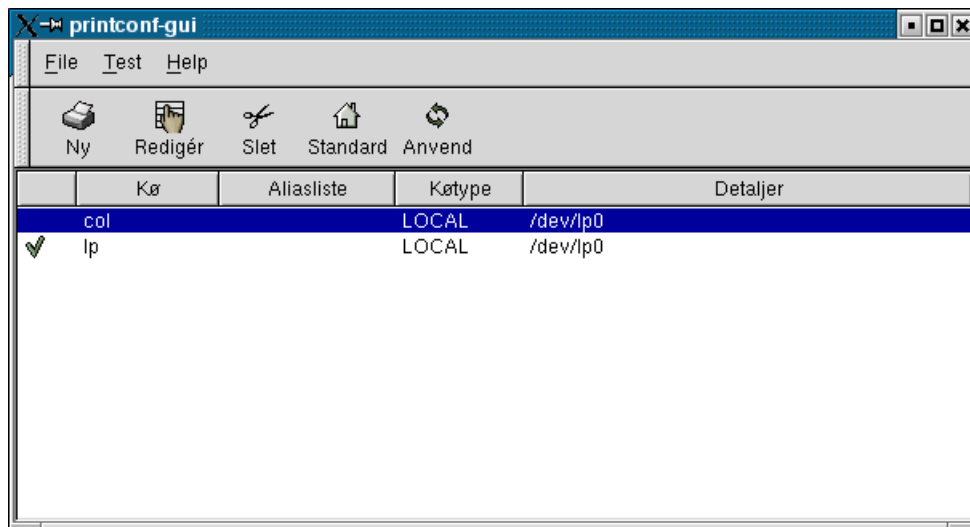 printconf-gui
File Test Help
Ny Redigér Slet Standard Anvend
Kø Aliasliste Køtype Detaljer
col LOCAL /dev/lp0
lp LOCAL /dev/lp0